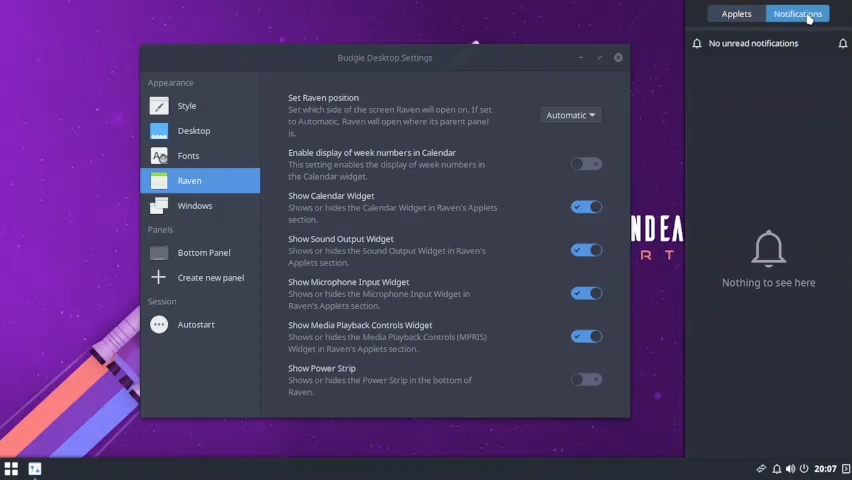 Applets
Notifications
No unread notifications
Nothing to see here
Budgie Desktop Settings
Appearance
Style
Desktop
Fonts
Raven
Windows
Panels
Bottom Panel
Create new panel
Session
Autostart
Set Raven position
Set which side of the screen Raven will open on. If set
to Automatic, Raven will open where its parent panel
is.
Automatic
Enable display of week numbers in Calendar
This setting enables the display of week numbers in
the Calendar widget.
Show Calendar Widget
Shows or hides the Calendar Widget in Raven's Applets
section.
Show Sound Output Widget
Shows or hides the Sound Output Widget in Raven's
Applets section.
Show Microphone Input Widget
Shows or hides the Microphone Input Widget in
Raven's Applets section.
Show Media Playback Controls Widget
Shows or hides the Media Playback Controls (MPRIS)
Widget in Raven's Applets section.
Show Power Strip
Shows or hides the Power Strip in the bottom of
Raven.
NDEA
R T
20:07